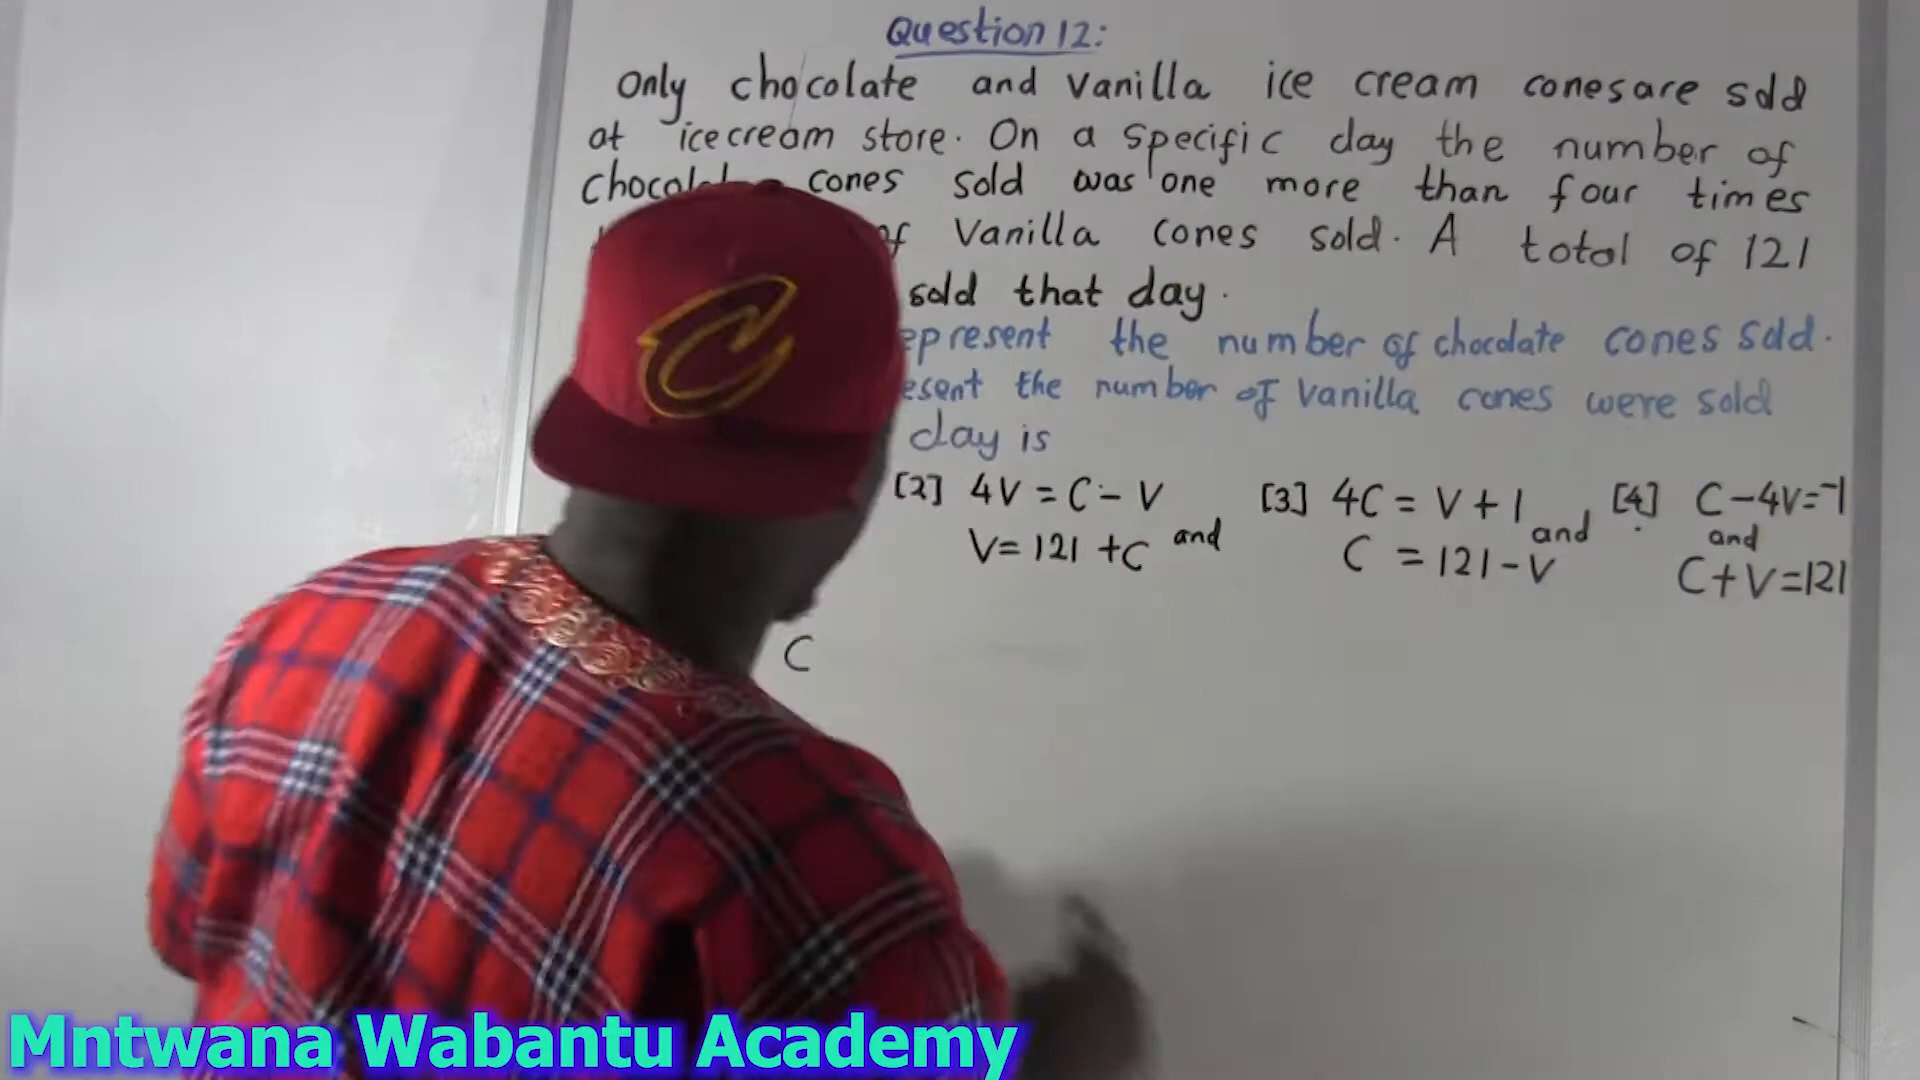 Question 12:
Only chocolate and Vanilla ice cream cones are sold
at icecream store. On a specific day the number of
cones sold was one more than four times
of Vanilla cones sold. A total of 121
sold that day.
the number of chocolate cones sold.
the number of Vanilla cones were sold
day is
[2] 4V = C - V [3] 4C = V + 1 [4] C - 4V = -1
V = 121 + C and C = 121 - V and and
C + V = 121
C
C
Mntwana Wabantu Academy